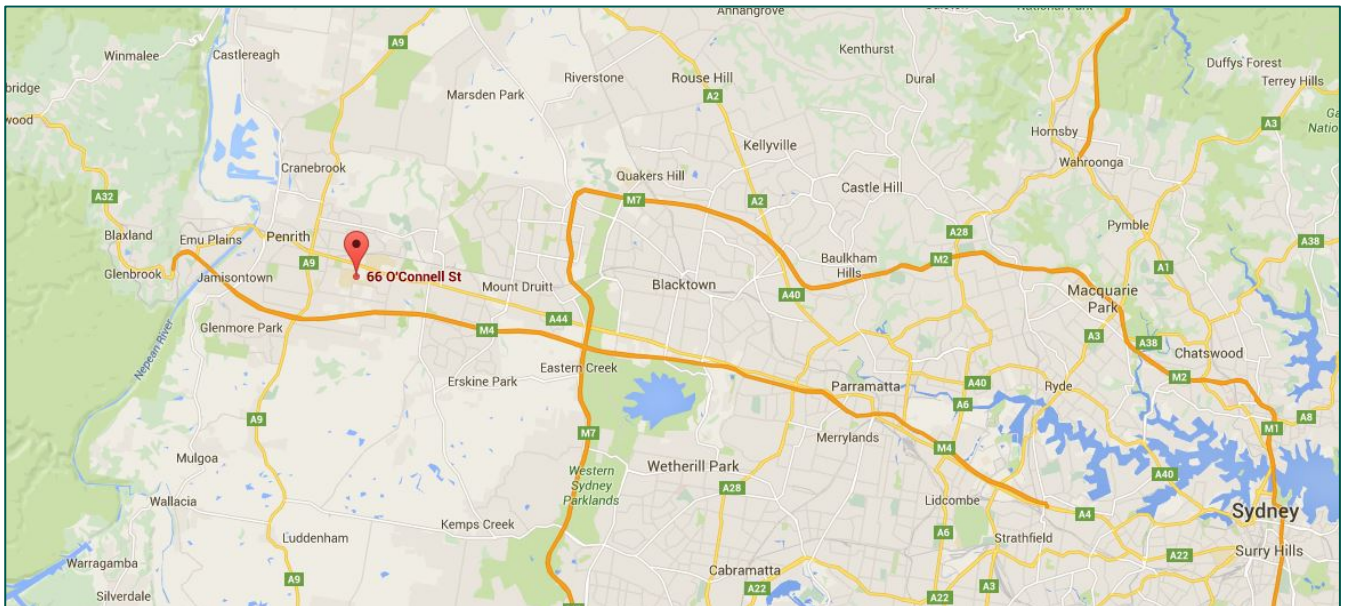 Annangrove
National Park
Winmalee
Castlereagh
A9
Kenthurst
Duffys Forest
Riverstone
Rouse Hill
Dural
Terrey Hills
bridge
Marsden Park
A2
wood
A3
Hornsby
Kellyville
Wahroonga
Cranebrook
Quakers Hill
Castle Hill
A32
M7
A2
Pymble
Blaxland
Emu Plains
Penrith
A28
A38
Glenbrook
Jamisontown
A9
66 O'Connell St
Mount Druitt
Blacktown
Baulkham
Hills
M2
A1
A40
Macquarie
Park
Glenmore Park
M4
A44
A3
A38
Nepean River
Eastern Creek
Chatswood
Erskine Park
Parramatta
A40
Ryde
M2
A9
A6
A8
M7
Merrylands
M1
Mulgoa
M4
Western
Sydney
Parklands
Wetherill Park
A40
Wallacia
A28
Lidcombe
Kemps Creek
A4
Sydney
Luddenham
A6
Strathfield
Surry Hills
Warragamba
A22
Cabramatta
A9
A22
A3
A22
Silverdale